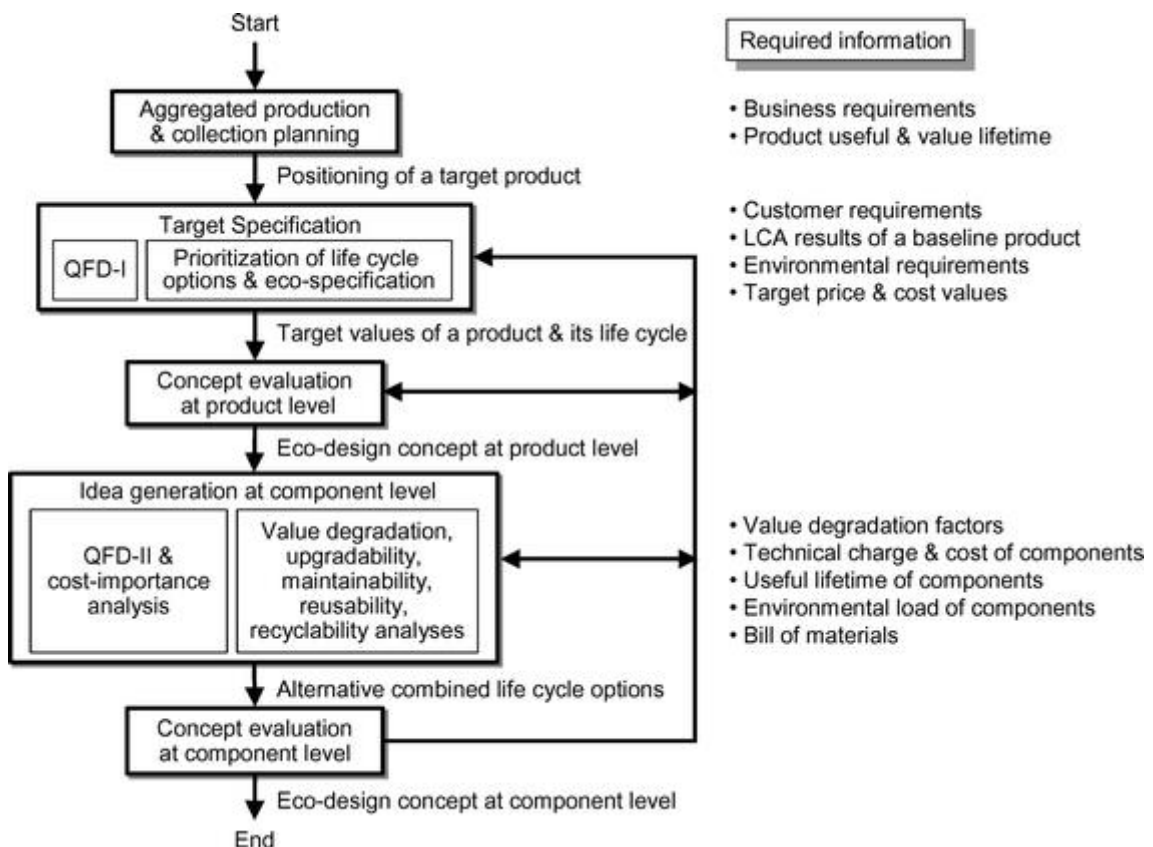 Start
Required information
Aggregated production
& collection planning
• Business requirements
• Product useful & value lifetime
Positioning of a target product
Target Specification
QFD-I
Prioritization of life cycle
options & eco-specification
• Customer requirements
• LCA results of a baseline product
• Environmental requirements
• Target price & cost values
Target values of a product & its life cycle
Concept evaluation
at product level
Eco-design concept at product level
Idea generation at component level
QFD-II &
cost-importance
analysis
Value degradation,
upgradability,
maintainability,
reusability,
recyclability analyses
• Value degradation factors
• Technical charge & cost of components
• Useful lifetime of components
• Environmental load of components
• Bill of materials
Alternative combined life cycle options
Concept evaluation
at component level
Eco-design concept at component level
End